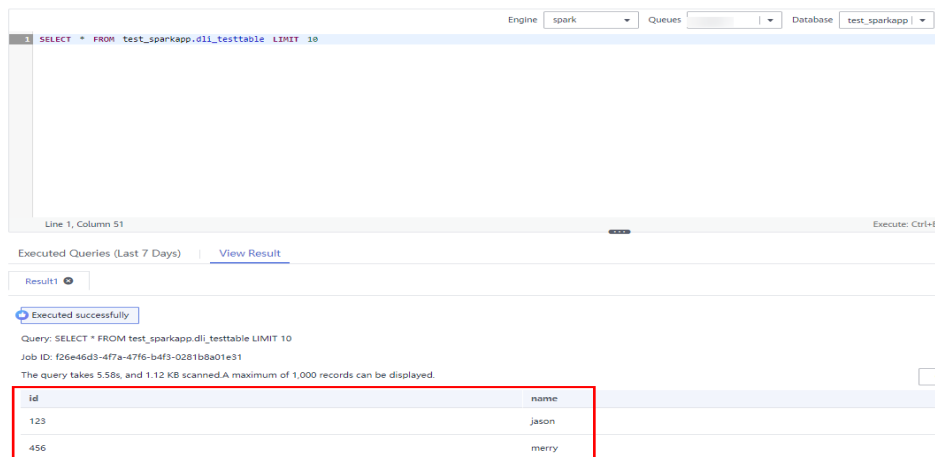 Engine spark Queues Database test_sparkapp
1 SELECT * FROM test_sparkapp.dli_testtable LIMIT 10
Line 1, Column 51 Execute: Ctrl+E
Executed Queries (Last 7 Days) View Result
Result1
Executed successfully
Query: SELECT * FROM test_sparkapp.dli_testtable LIMIT 10
Job ID: f26e46d3-4f7a-47f6-b4f3-0281b8a01e31
The query takes 5.58s, and 1.12 KB scanned.A maximum of 1,000 records can be displayed.
id name
123 jason
456 merry